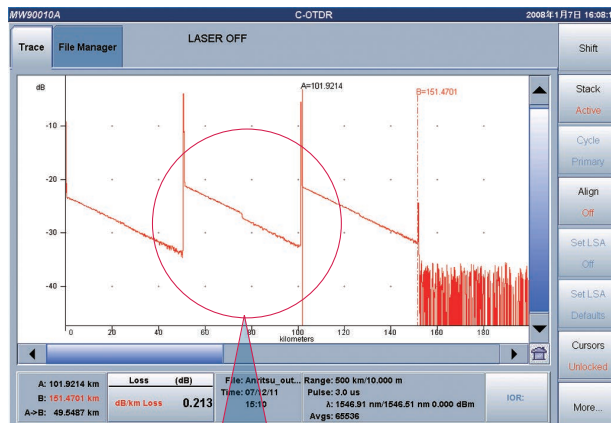 MW90010A
C-OTDR
2008年1月7日 16:08:1
Trace
File Manager
LASER OFF
Shift
Stack
Active
Cycle
Primary
Align
Off
Set LSA
Off
Set LSA
Defaults
Cursors
Unlocked
More...
dB
A=101.9214
B=151.4701
-10
-20
-30
-40
0 20 40 60 80 100 120 140 160 180
kilometers
A: 101.9214 km
B: 151.4701 km
A->B: 49.5487 km
Loss (dB)
dB/km Loss 0.213
File: Anritsu_out...
Time: 07/12/11
15:10
Range: 500 km/10.000 m
Pulse: 3.0 us
λ: 1546.91 nm/1546.51 nm 0.000 dBm
Avgs: 65536
IOR: